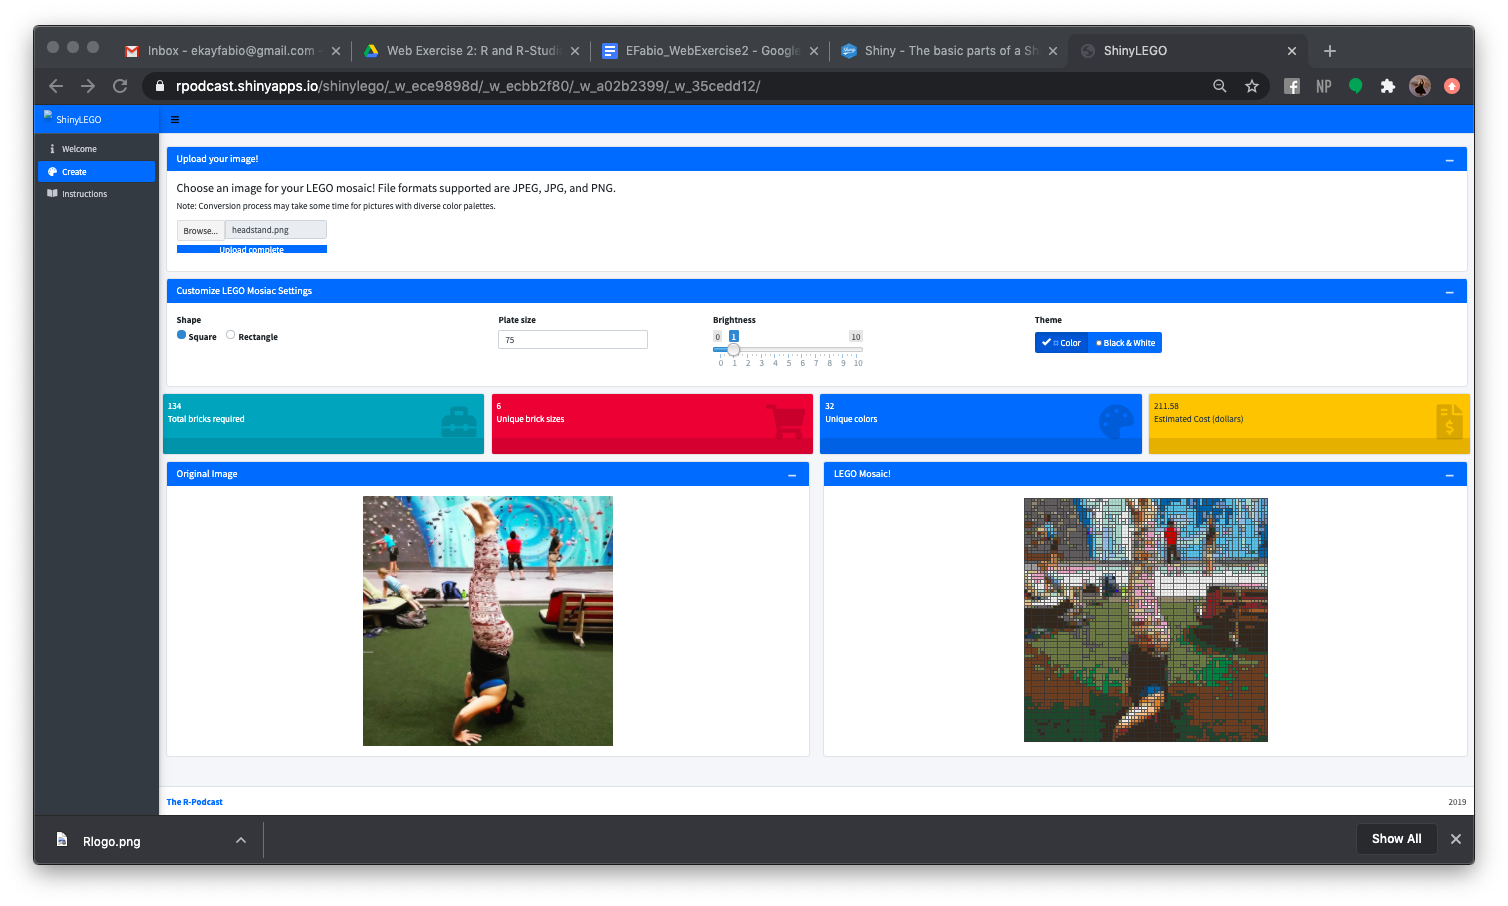 Inbox - ekayfabio@gmail.com -
Web Exercise 2: R and R-Studi
EFabio_WebExercise2 - Google
Shiny - The basic parts of a Sh
ShinyLEGO
rpodcast.shinyapps.io/shinylego/_w_ece9898d/_w_ecbb2f80/_w_a02b2399/_w_35cedd12/
NP
ShinyLEGO
Welcome
Create
Instructions
Upload your image!
Choose an image for your LEGO mosaic! File formats supported are JPEG, JPG, and PNG.
Note: Conversion process may take some time for pictures with diverse color palettes.
Browse... headstand.png
Upload complete
Customize LEGO Mosiac Settings
Shape
Square Rectangle
Plate size
75
Brightness
0 1 10
0 1 2 3 4 5 6 7 8 9 10
Theme
Color Black & White
134
Total bricks required
6
Unique brick sizes
32
Unique colors
211.58
Estimated Cost (dollars)
Original Image
LEGO Mosaic!
The R-Podcast
2019
Rlogo.png
Show All